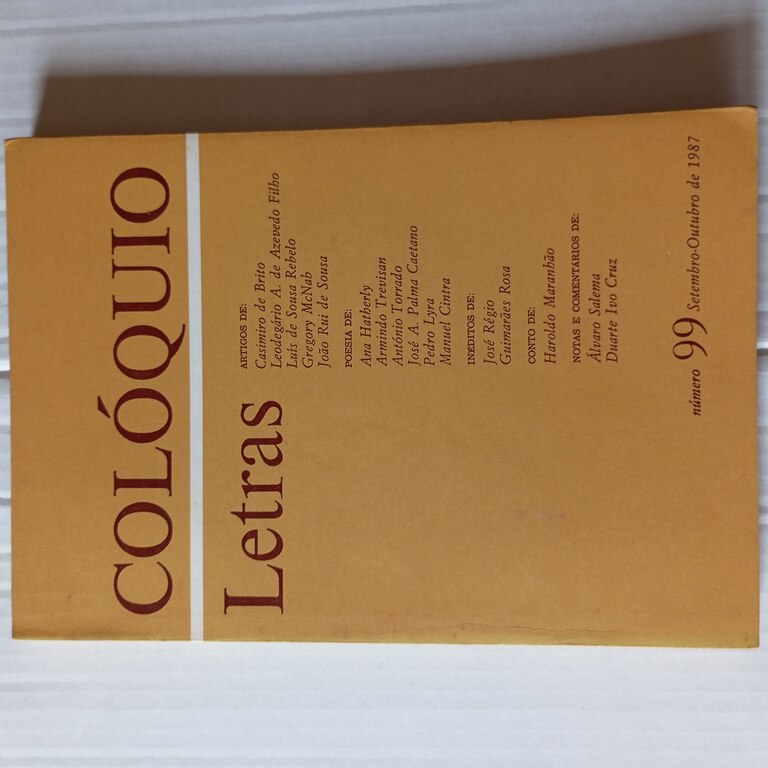 COLÓQUIO
Letras
ARTIGOS DE:
Casimiro de Brito
Leodegário A. de Azevedo Filho
Luís de Sousa Rebelo
Gregory McNab
João Rui de Sousa
POESIA DE:
Ana Hatherly
Armindo Trevisan
António Torrado
José A. Palma Caetano
Pedro Lyra
Manuel Cintra
INÉDITOS DE:
José Régio
Guimarães Rosa
CONTO DE:
Haroldo Maranhão
NOTAS E COMENTÁRIOS DE:
Álvaro Salema
Duarte Ivo Cruz
número 99 Setembro-Outubro de 1987